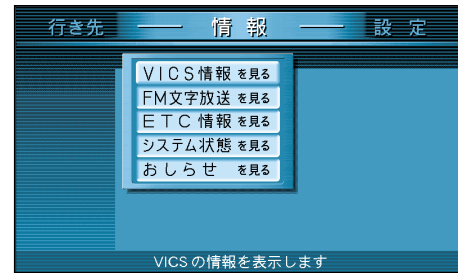 行き先 情報 設定
VICS情報 を見る
FM文字放送 を見る
ETC情報 を見る
システム状態 を見る
おしらせ を見る
VICSの情報を表示します